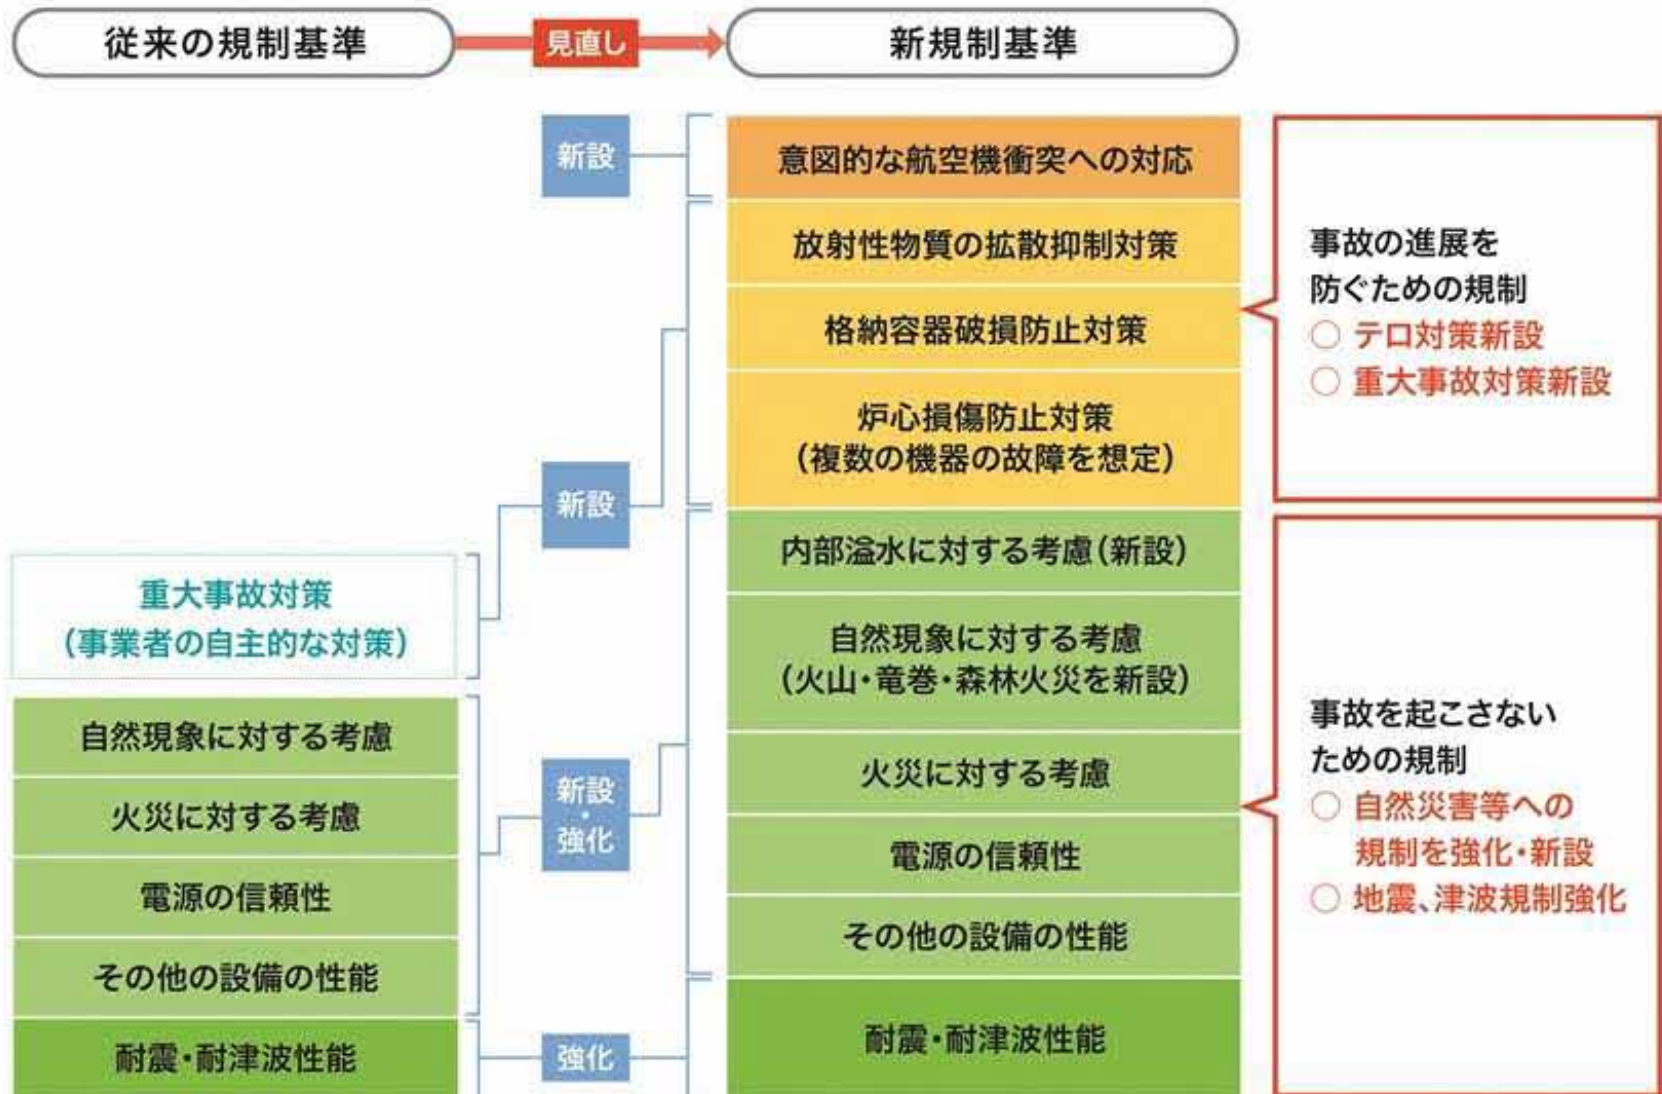 従来の規制基準
見直し
新規制基準
新設
意図的な航空機衝突への対応
放射性物質の拡散抑制対策
格納容器破損防止対策
炉心損傷防止対策
(複数の機器の故障を想定)
新設
内部溢水に対する考慮(新設)
自然現象に対する考慮
(火山・竜巻・森林火災を新設)
火災に対する考慮
電源の信頼性
その他の設備の性能
耐震・耐津波性能
重大事故対策
(事業者の自主的な対策)
自然現象に対する考慮
火災に対する考慮
電源の信頼性
その他の設備の性能
耐震・耐津波性能
新設
・
強化
強化
事故の進展を
防ぐための規制
○ テロ対策新設
○ 重大事故対策新設
事故を起こさない
ための規制
○ 自然災害等への
規制を強化・新設
○ 地震、津波規制強化